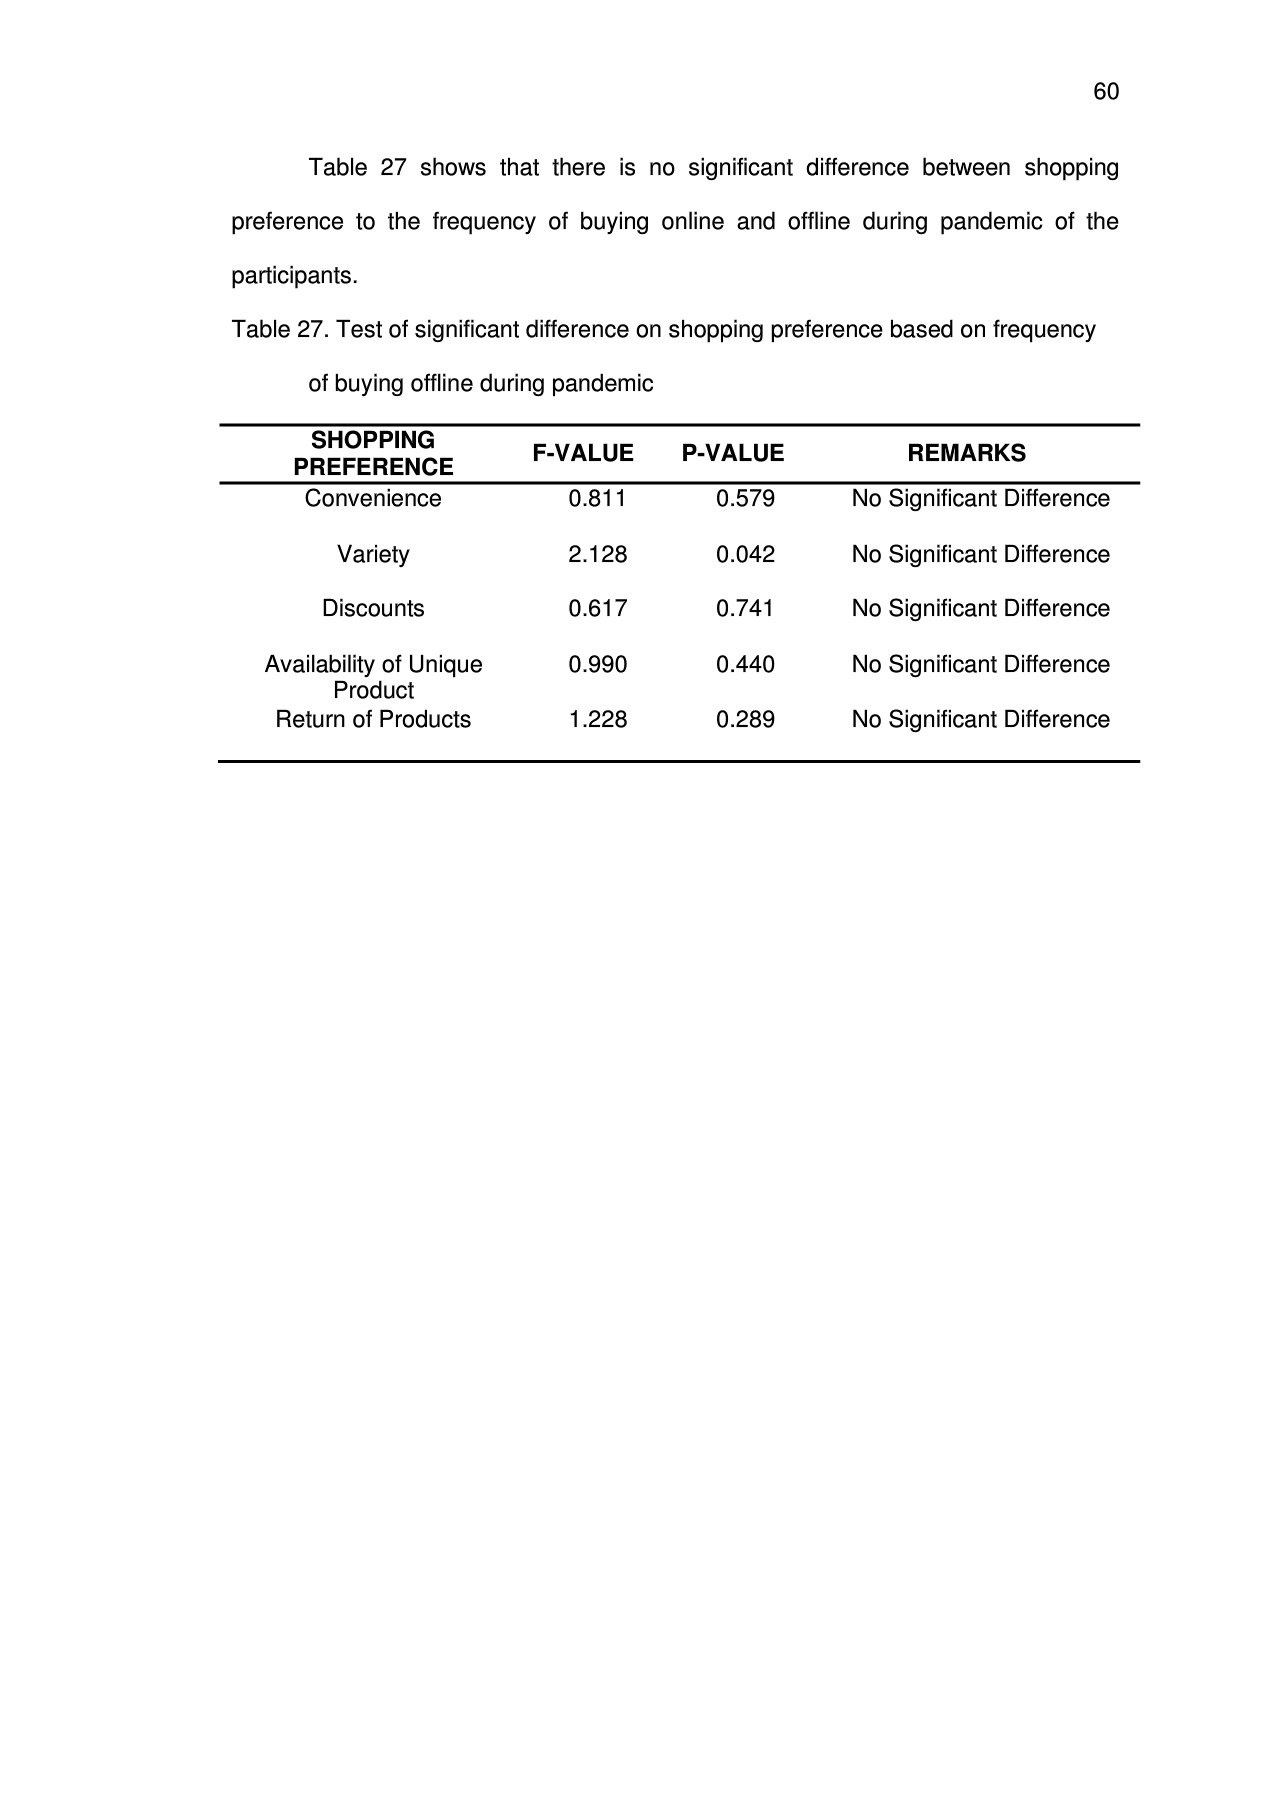 60
Table 27 shows that there is no significant difference between shopping
preference to the frequency of buying online and offline during pandemic of the
participants.
Table 27. Test of significant difference on shopping preference based on frequency
of buying offline during pandemic
SHOPPING
PREFERENCE F-VALUE P-VALUE REMARKS
Convenience 0.811 0.579 No Significant Difference
Variety 2.128 0.042 No Significant Difference
Discounts 0.617 0.741 No Significant Difference
Availability of Unique 0.990 0.440 No Significant Difference
Product
Return of Products 1.228 0.289 No Significant Difference